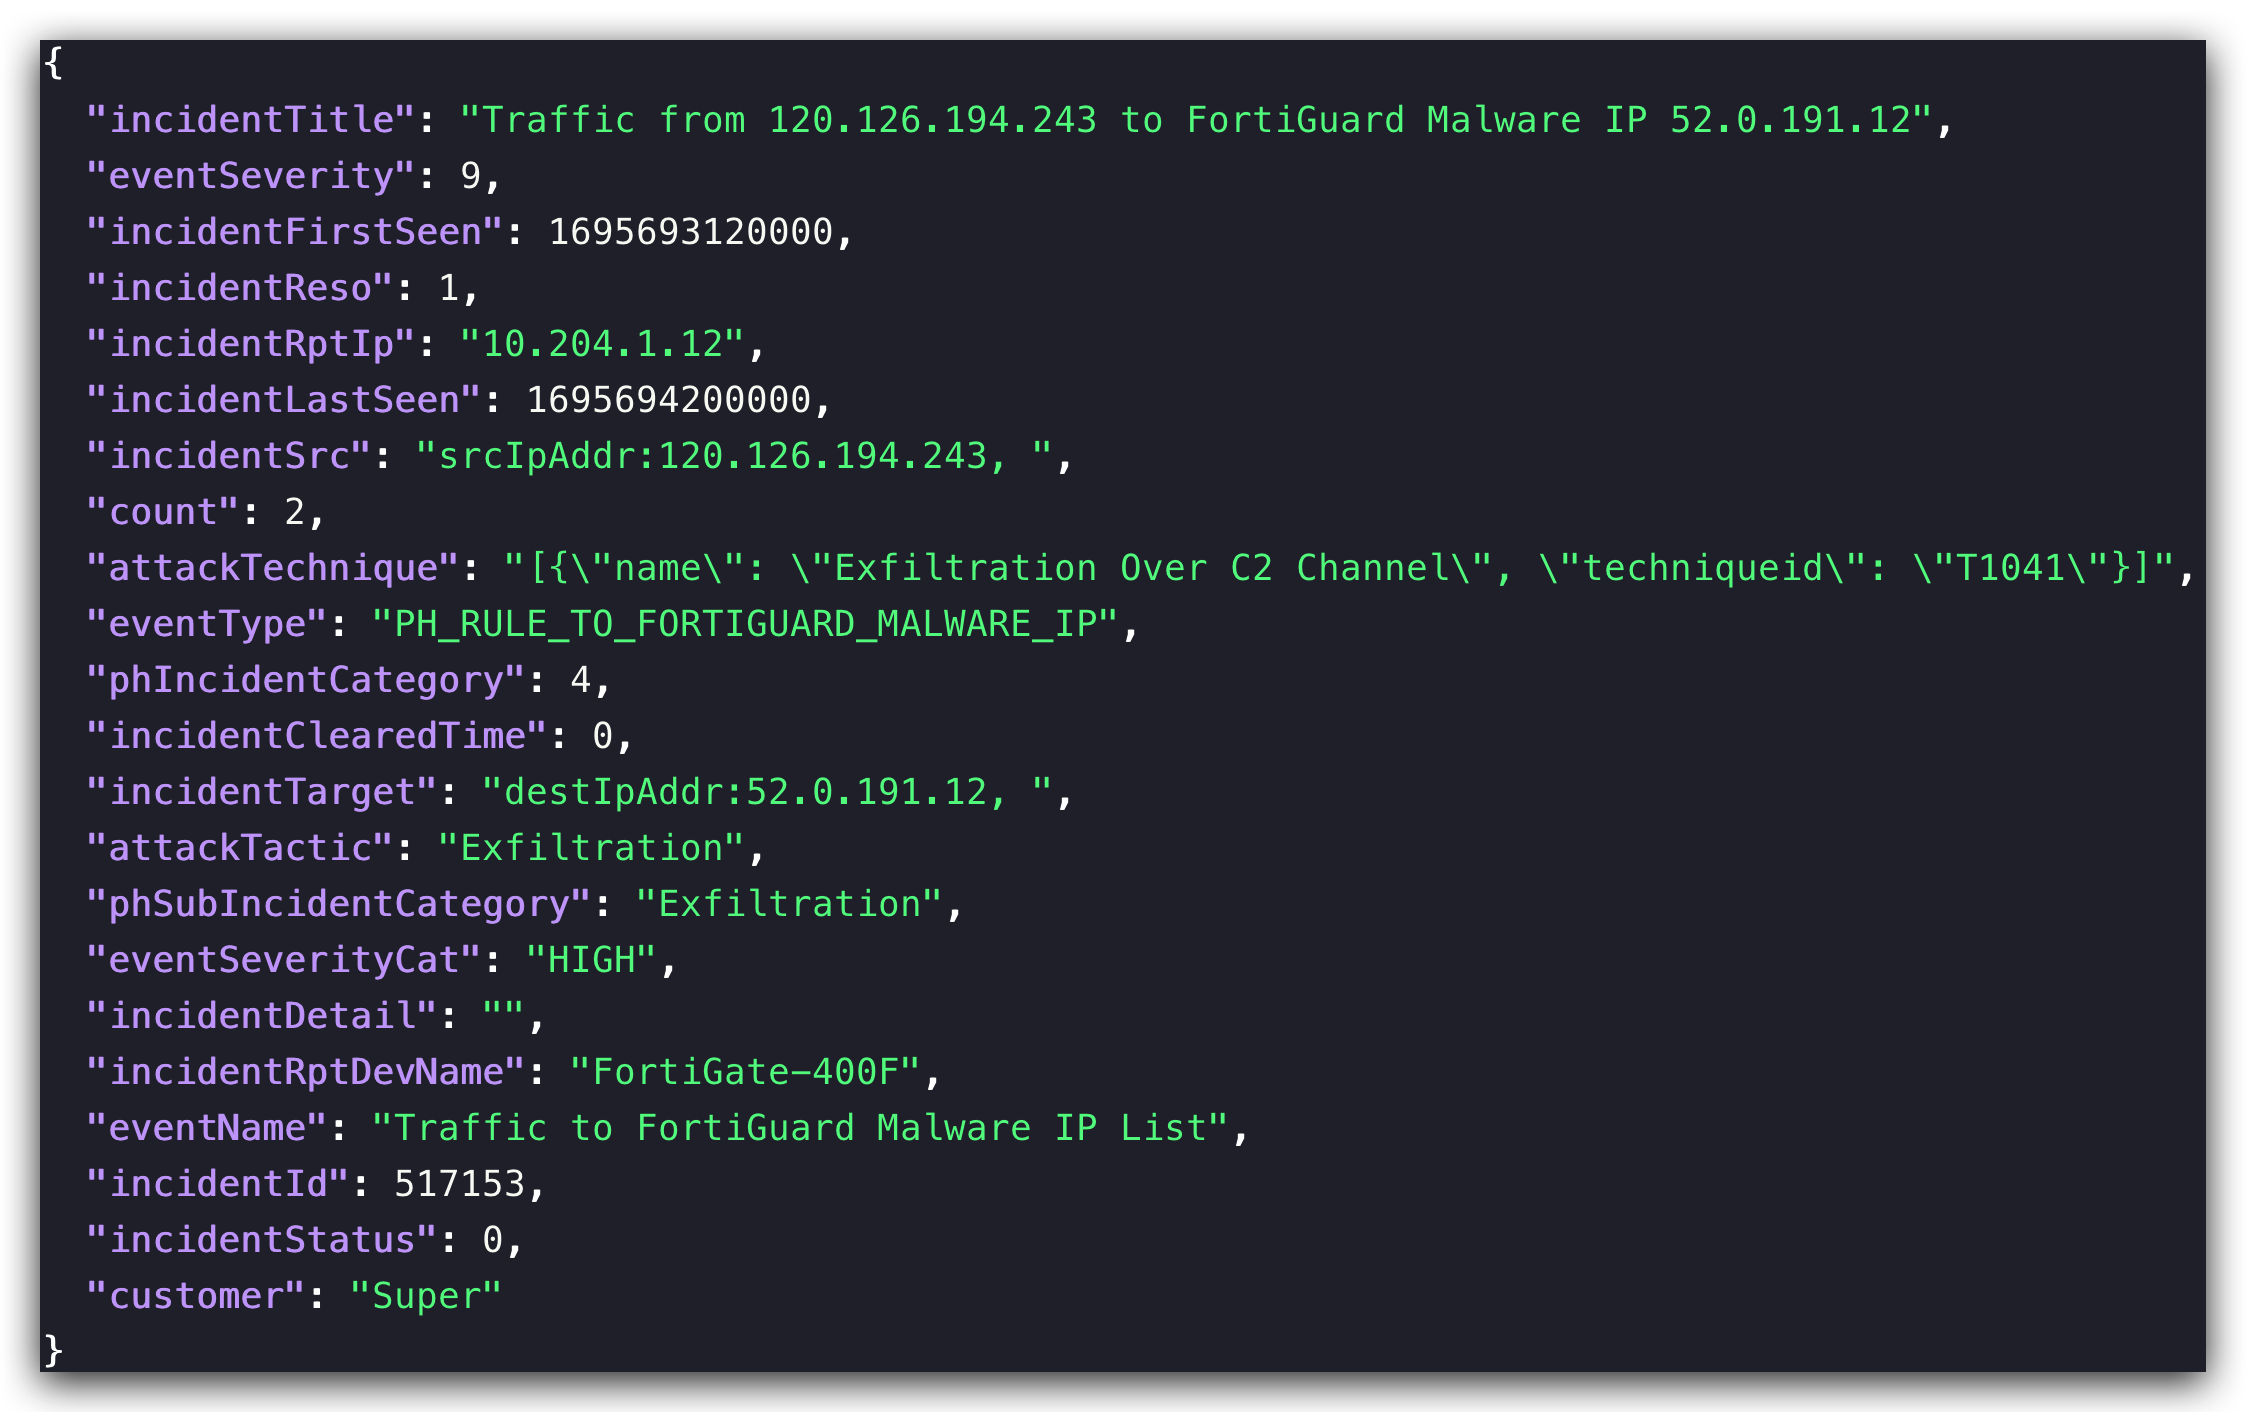 {
  "incidentTitle": "Traffic from 120.126.194.243 to FortiGuard Malware IP 52.0.191.12",
  "eventSeverity": 9,
  "incidentFirstSeen": 1695693120000,
  "incidentReso": 1,
  "incidentRptIp": "10.204.1.12",
  "incidentLastSeen": 1695694200000,
  "incidentSrc": "srcIpAddr:120.126.194.243, ",
  "count": 2,
  "attackTechnique": "[{\"name\": \"Exfiltration Over C2 Channel\", \"techniqueid\": \"T1041\"}]",
  "eventType": "PH_RULE_TO_FORTIGUARD_MALWARE_IP",
  "phIncidentCategory": 4,
  "incidentClearedTime": 0,
  "incidentTarget": "destIpAddr:52.0.191.12, ",
  "attackTactic": "Exfiltration",
  "phSubIncidentCategory": "Exfiltration",
  "eventSeverityCat": "HIGH",
  "incidentDetail": "",
  "incidentRptDevName": "FortiGate-400F",
  "eventName": "Traffic to FortiGuard Malware IP List",
  "incidentId": 517153,
  "incidentStatus": 0,
  "customer": "Super"
}